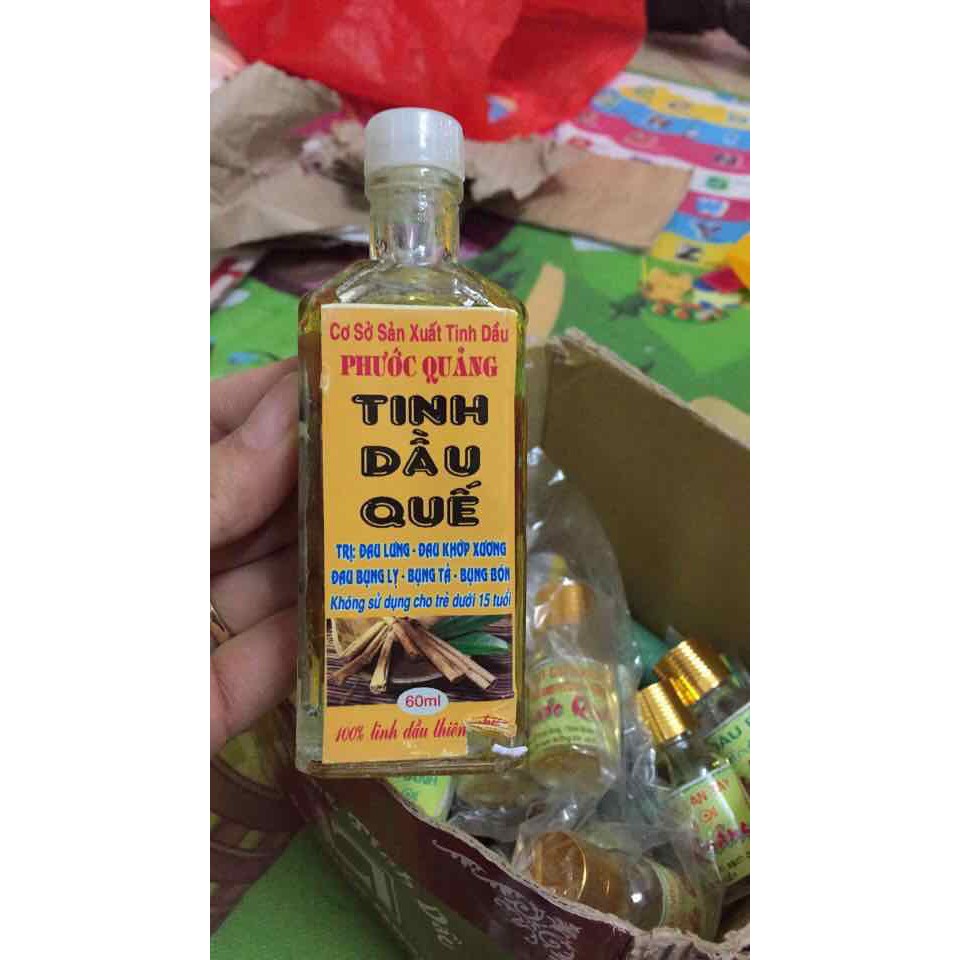 Cơ Sở Sản Xuất Tinh Dầu
PHƯỚC QUẢNG
TINH
DẦU
QUẾ
TRỊ: ĐAU LƯNG - ĐAU KHỚP XƯƠNG
ĐAU BỤNG LỴ - BỤNG TẢ - BỤNG BÓN
Không sử dụng cho trẻ dưới 15 tuổi
60ml
100% tinh dầu thiên